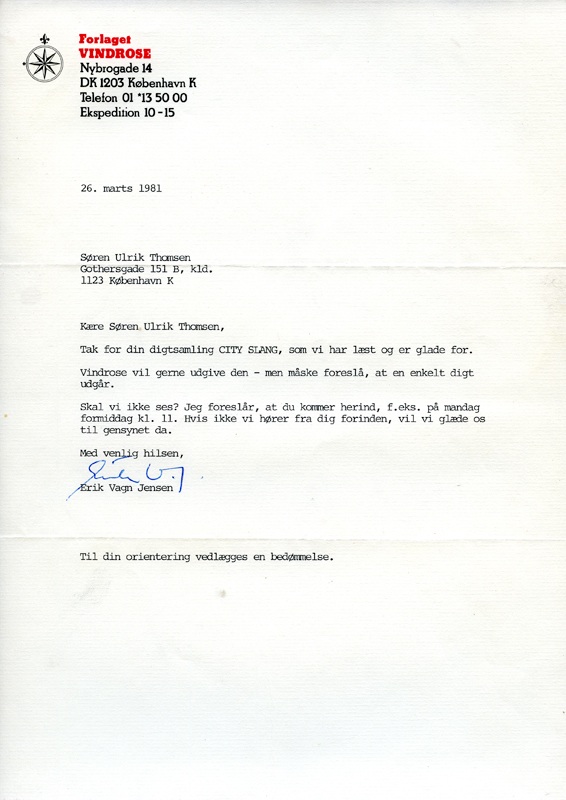 Forlaget
VINDROSE
Nybrogade 14
DK 1203 København K
Telefon 01 *13 50 00
Ekspedition 10-15
26. marts 1981
Søren Ulrik Thomsen
Gothersgade 151 B, kld.
1123 København K
Kære Søren Ulrik Thomsen,
Tak for din digtsamling CITY SLANG, som vi har læst og er glade for.
Vindrose vil gerne udgive den - men måske foreslå, at en enkelt digt
udgår.
Skal vi ikke ses? Jeg foreslår, at du kommer herind, f.eks. på mandag
formiddag kl. 11. Hvis ikke vi hører fra dig forinden, vil vi glæde os
til gensynet da.
Med venlig hilsen,
Erik Vagn Jensen
Til din orientering vedlægges en bedømmelse.